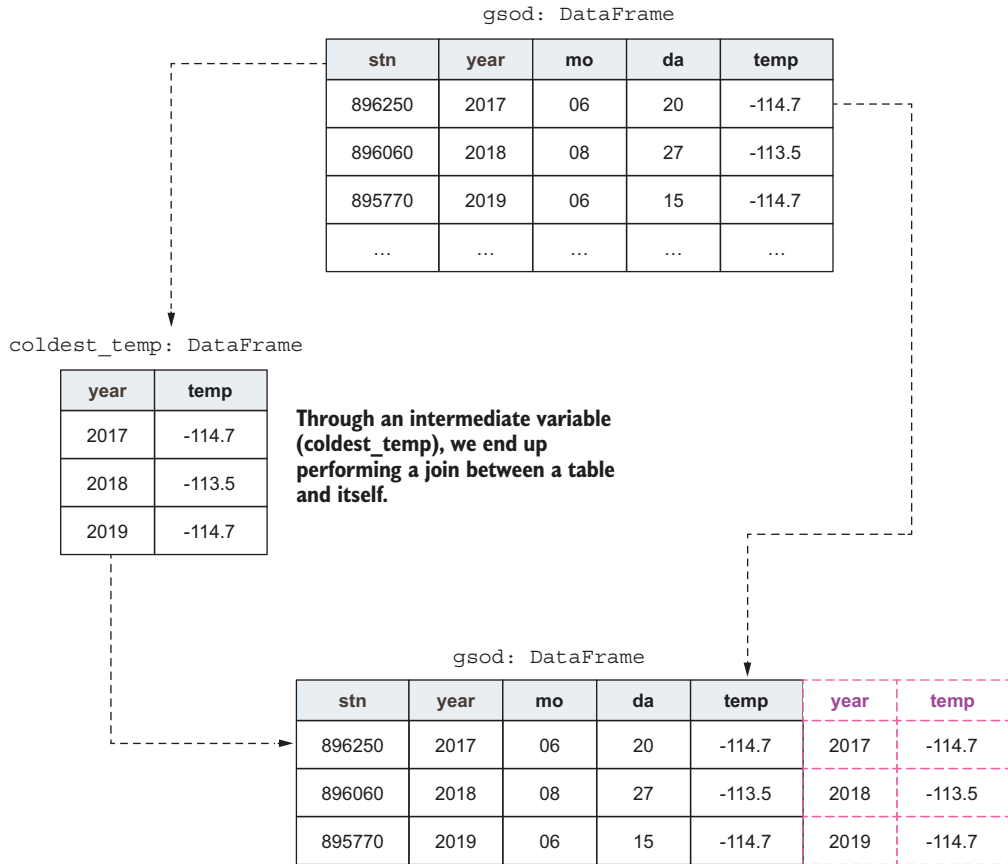 gsod: DataFrame
stn year mo da temp
896250 2017 06 20 -114.7
896060 2018 08 27 -113.5
895770 2019 06 15 -114.7
... ... ... ... ...
coldest_temp: DataFrame
year temp
2017 -114.7
2018 -113.5
2019 -114.7
Through an intermediate variable
(coldest_temp), we end up
performing a join between a table
and itself.
gsod: DataFrame
stn year mo da temp year temp
896250 2017 06 20 -114.7 2017 -114.7
896060 2018 08 27 -113.5 2018 -113.5
895770 2019 06 15 -114.7 2019 -114.7